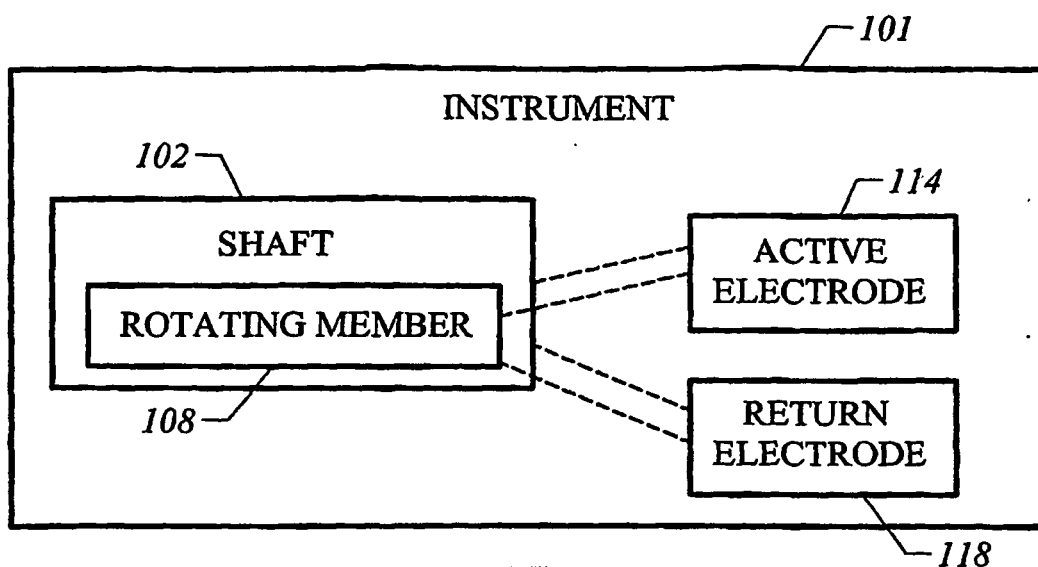 101
INSTRUMENT
102
114
SHAFT
ACTIVE
ELECTRODE
ROTATING MEMBER
108
RETURN
ELECTRODE
118